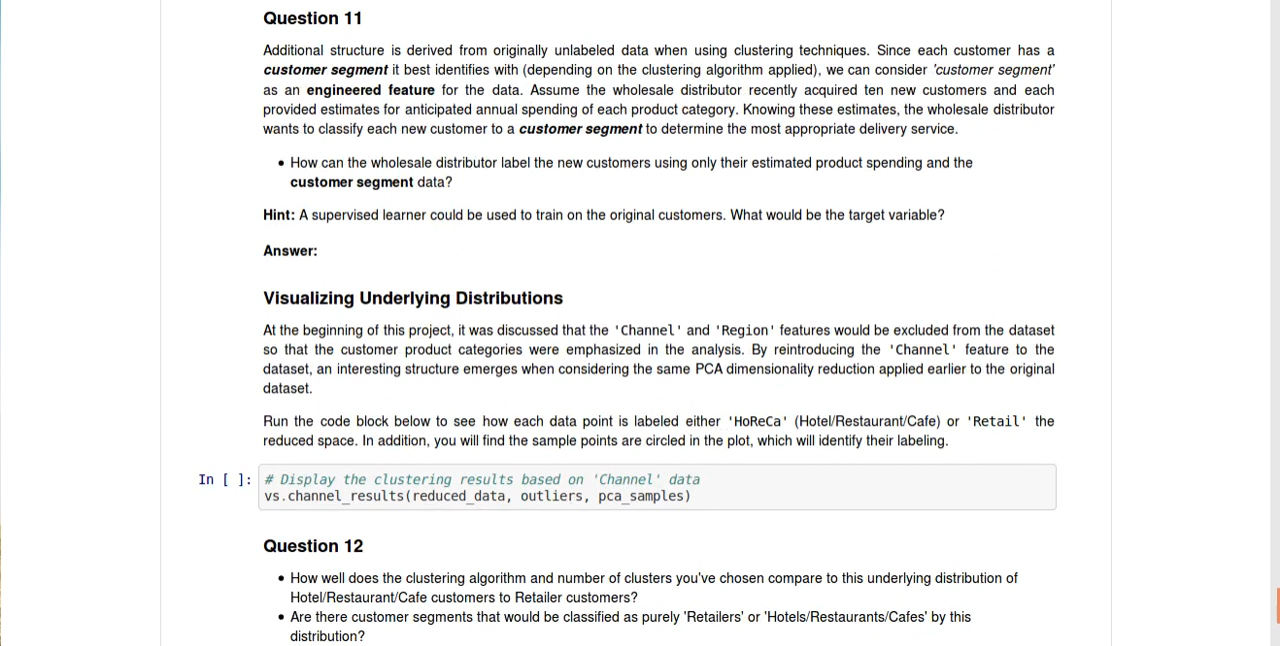 Question 11
Additional structure is derived from originally unlabeled data when using clustering techniques. Since each customer has a
customer segment it best identifies with (depending on the clustering algorithm applied), we can consider 'customer segment'
as an engineered feature for the data. Assume the wholesale distributor recently acquired ten new customers and each
provided estimates for anticipated annual spending of each product category. Knowing these estimates, the wholesale distributor
wants to classify each new customer to a customer segment to determine the most appropriate delivery service.
• How can the wholesale distributor label the new customers using only their estimated product spending and the
customer segment data?
Hint: A supervised learner could be used to train on the original customers. What would be the target variable?
Answer:
Visualizing Underlying Distributions
At the beginning of this project, it was discussed that the 'Channel' and 'Region' features would be excluded from the dataset
so that the customer product categories were emphasized in the analysis. By reintroducing the 'Channel' feature to the
dataset, an interesting structure emerges when considering the same PCA dimensionality reduction applied earlier to the original
dataset.
Run the code block below to see how each data point is labeled either 'HoReCa' (Hotel/Restaurant/Cafe) or 'Retail' the
reduced space. In addition, you will find the sample points are circled in the plot, which will identify their labeling.
In [ ]: # Display the clustering results based on 'Channel' data
vs.channel_results(reduced_data, outliers, pca_samples)
Question 12
• How well does the clustering algorithm and number of clusters you've chosen compare to this underlying distribution of
Hotel/Restaurant/Cafe customers to Retailer customers?
• Are there customer segments that would be classified as purely 'Retailers' or 'Hotels/Restaurants/Cafes' by this
distribution?